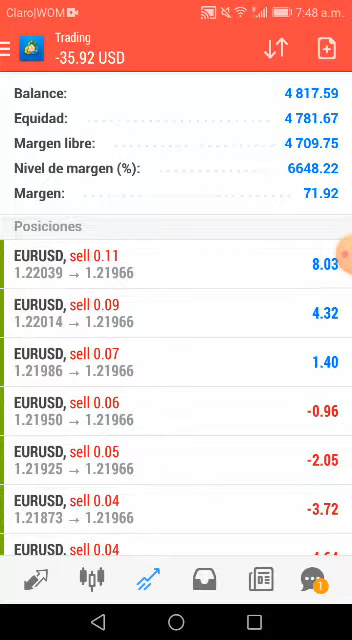 Claro|WOM 7:48 a.m.
Trading
-35.92 USD
Balance: 4 817.59
Equidad: 4 781.67
Margen libre: 4 709.75
Nivel de margen (%): 6648.22
Margen: 71.92
Posiciones
EURUSD, sell 0.11
1.22039 → 1.21966 8.03
EURUSD, sell 0.09
1.22014 → 1.21966 4.32
EURUSD, sell 0.07
1.21986 → 1.21966 1.40
EURUSD, sell 0.06
1.21950 → 1.21966 -0.96
EURUSD, sell 0.05
1.21925 → 1.21966 -2.05
EURUSD, sell 0.04
1.21873 → 1.21966 -3.72
EURUSD, sell 0.04